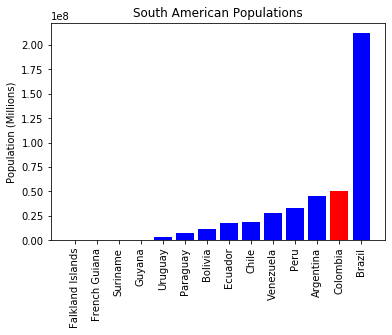 South American Populations
1e8
Population (Millions)
2.00
1.75
1.50
1.25
1.00
0.75
0.50
0.25
0.00
Falkland Islands
French Guiana
Suriname
Guyana
Uruguay
Paraguay
Bolivia
Ecuador
Chile
Venezuela
Peru
Argentina
Colombia
Brazil